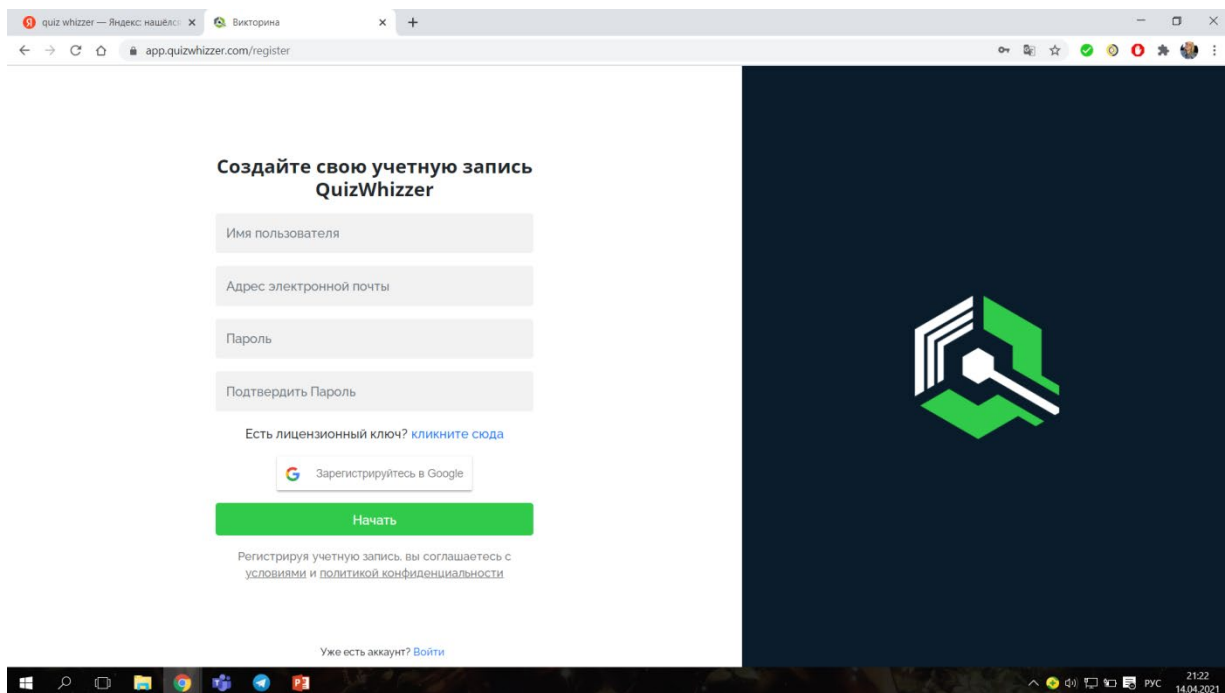 quiz whizzer — Яндекс: нашёлс
Викторина
app.quizwhizzer.com/register
Создайте свою учетную запись
QuizWhizzer
Имя пользователя
Адрес электронной почты
Пароль
Подтвердить Пароль
Есть лицензионный ключ? кликните сюда
Зарегистрируйтесь в Google
Начать
Регистрируя учетную запись, вы соглашаетесь с
условиями и политикой конфиденциальности
Уже есть аккаунт? Войти
РУС
21:22
14.04.2021